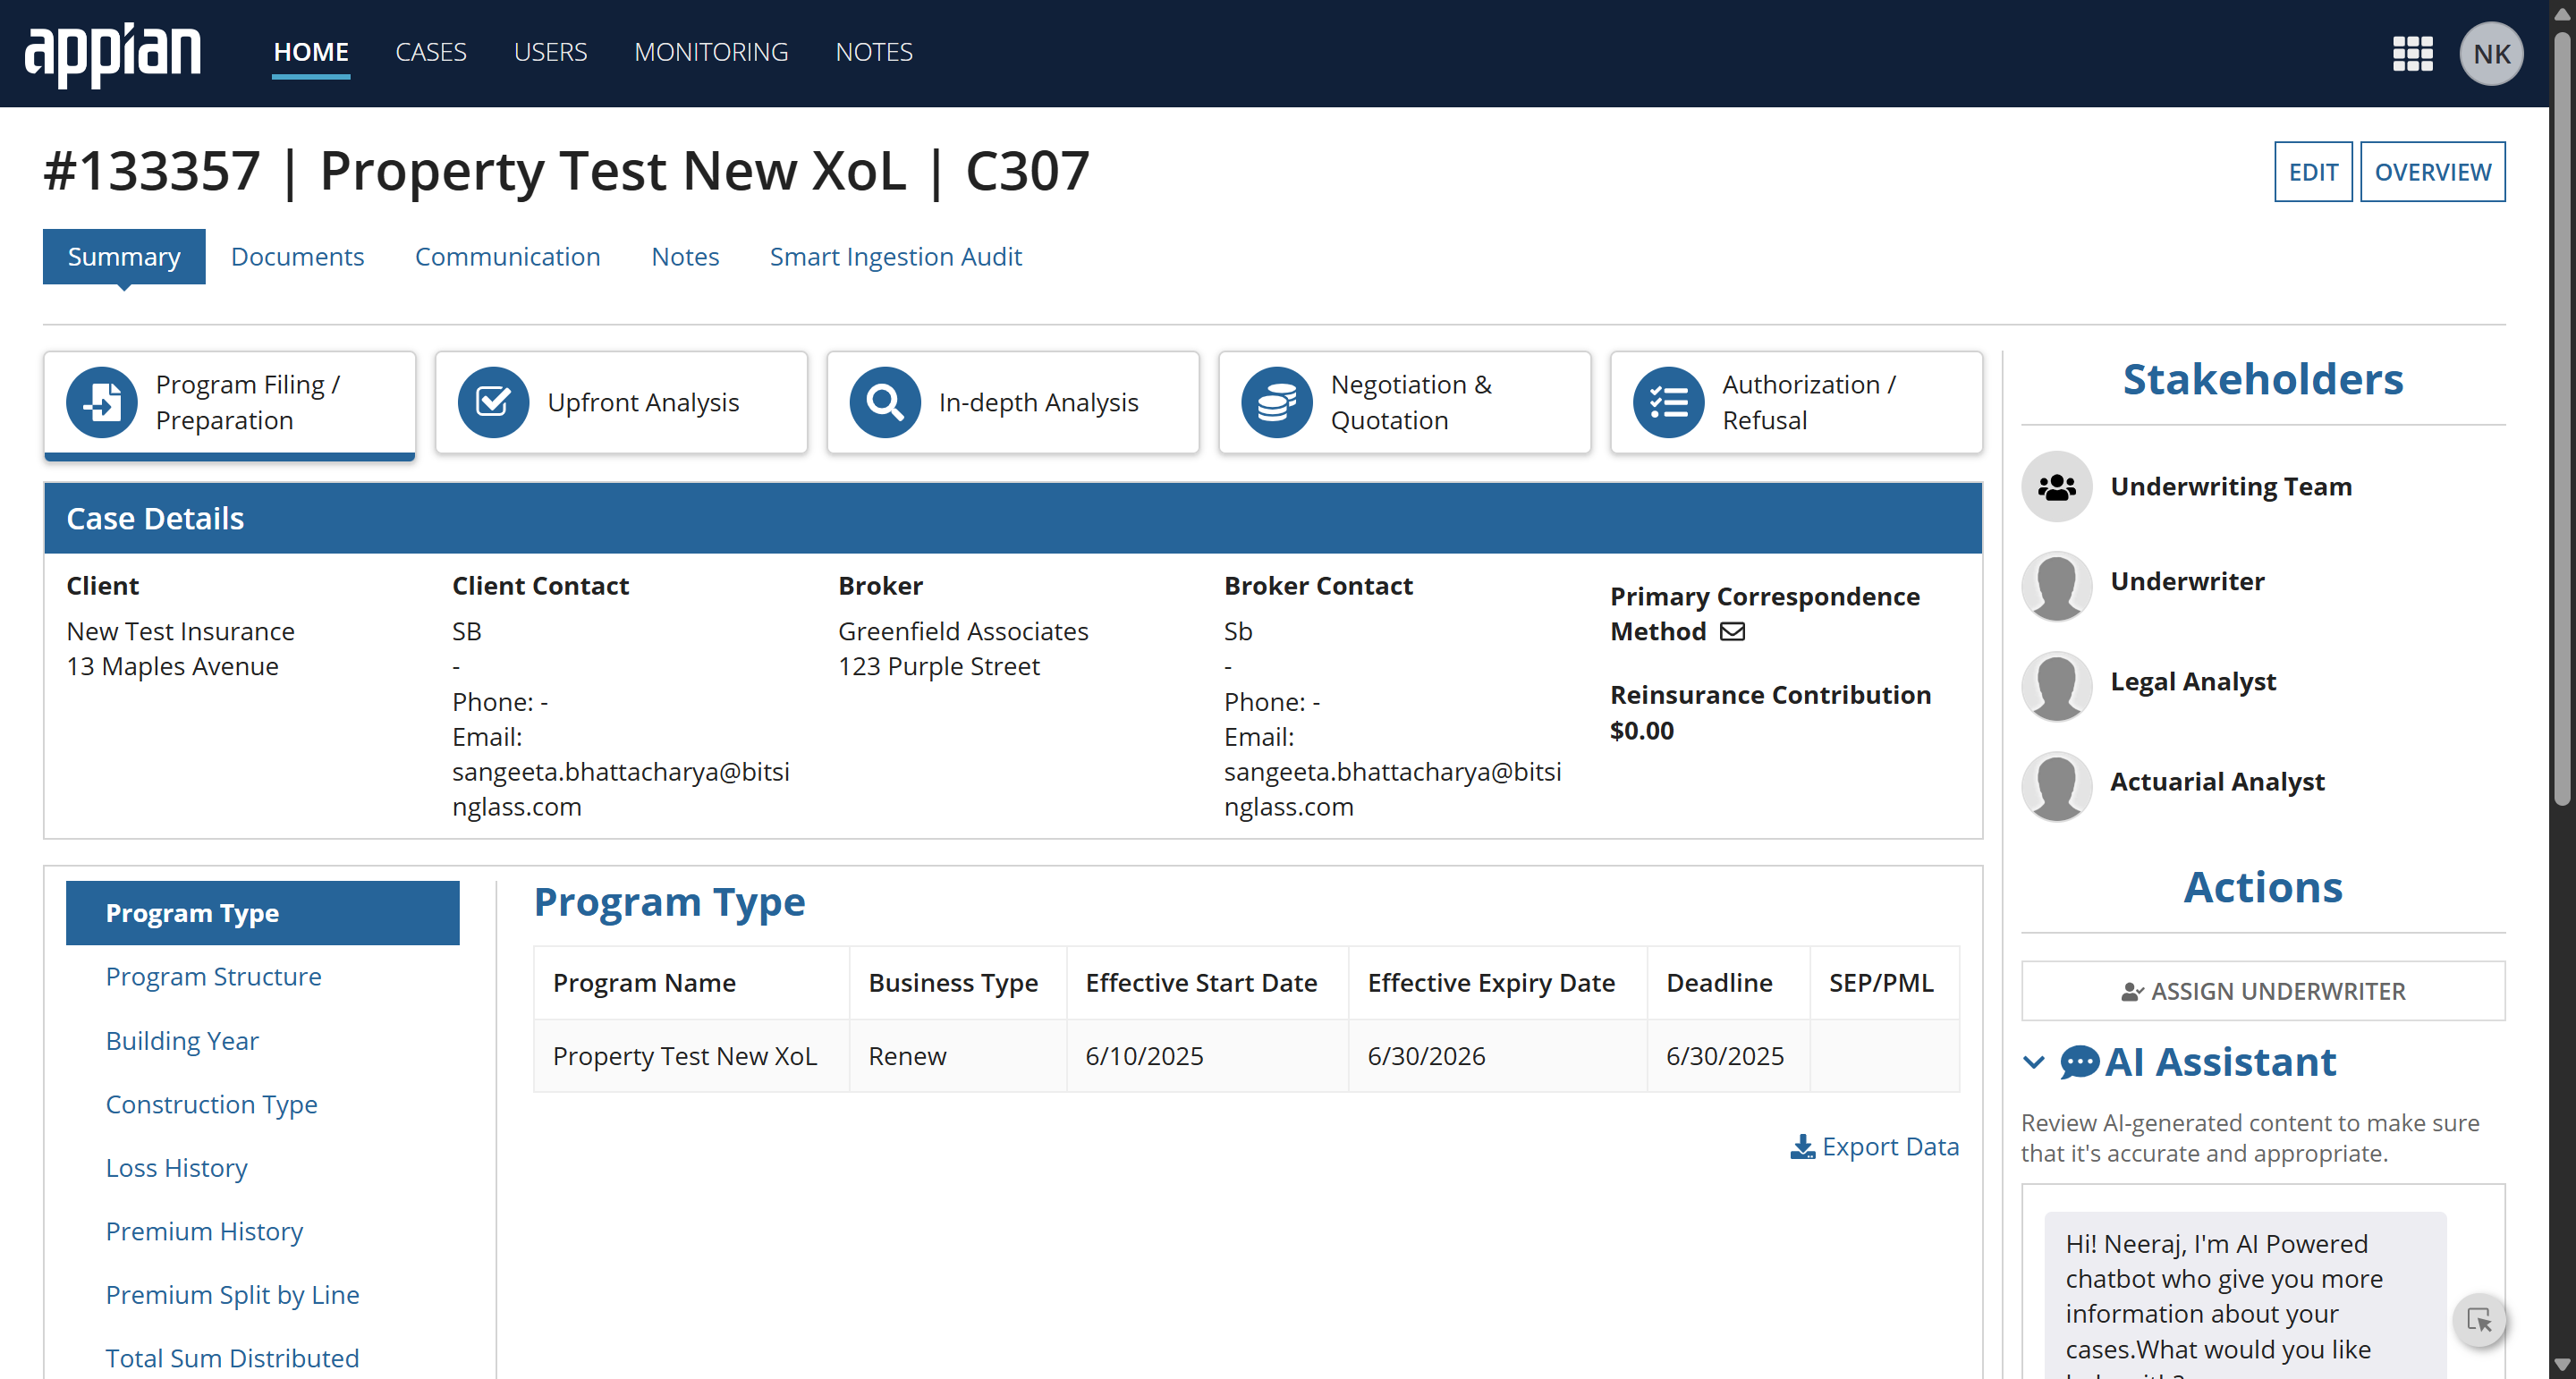 appian
HOME CASES USERS MONITORING NOTES
NK
#133357 | Property Test New XoL | C307
EDIT OVERVIEW
Summary Documents Communication Notes Smart Ingestion Audit
Program Filing /
Preparation
Upfront Analysis
In-depth Analysis
Negotiation &
Quotation
Authorization /
Refusal
Case Details
Client
New Test Insurance
13 Maples Avenue
Client Contact
SB
-
Phone: -
Email:
sangeeta.bhattacharya@bitsi
nglass.com
Broker
Greenfield Associates
123 Purple Street
Broker Contact
Sb
-
Phone: -
Email:
sangeeta.bhattacharya@bitsi
nglass.com
Primary Correspondence
Method
Reinsurance Contribution
$0.00
Program Type
Program Structure
Building Year
Construction Type
Loss History
Premium History
Premium Split by Line
Total Sum Distributed
Program Type
Program Name Business Type Effective Start Date Effective Expiry Date Deadline SEP/PML
Property Test New XoL Renew 6/10/2025 6/30/2026 6/30/2025
Export Data
Stakeholders
Underwriting Team
Underwriter
Legal Analyst
Actuarial Analyst
Actions
ASSIGN UNDERWRITER
AI Assistant
Review AI-generated content to make sure
that it's accurate and appropriate.
Hi! Neeraj, I'm AI Powered
chatbot who give you more
information about your
cases.What would you like